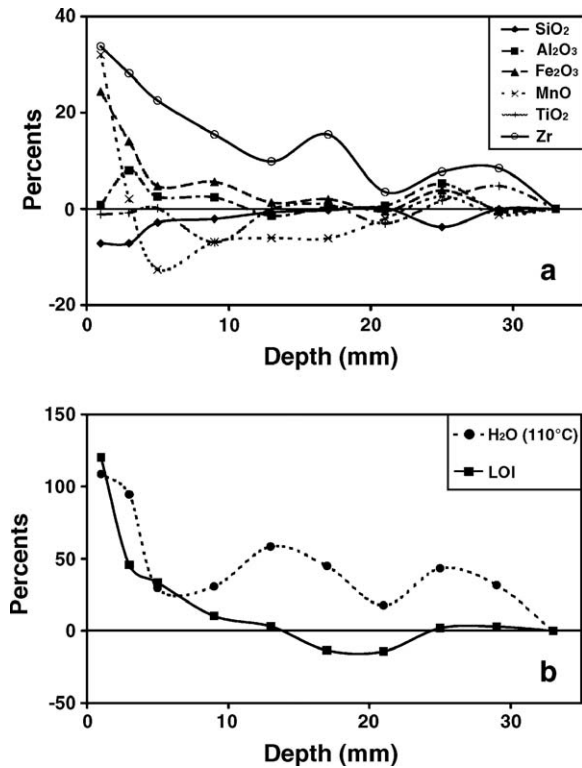 40
20
0
-20
Percents
SiO₂
Al₂O₃
Fe₂O₃
MnO
TiO₂
Zr
a
0 10 20 30
Depth (mm)
150
100
50
0
-50
Percents
H₂O (110°C)
LOI
b
0 10 20 30
Depth (mm)